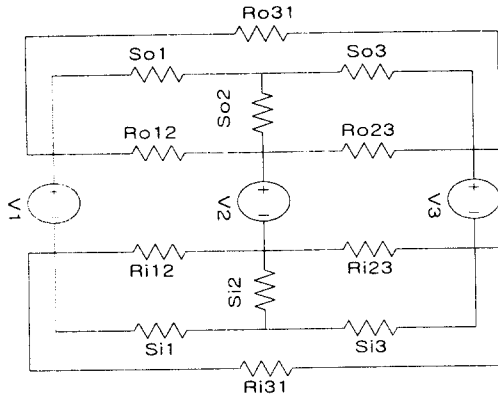 Ro31
So1
So3
So2
Ro12
Ro23
V1
V2
V3
Ri12
Ri23
Si2
Si1
Si3
Ri31